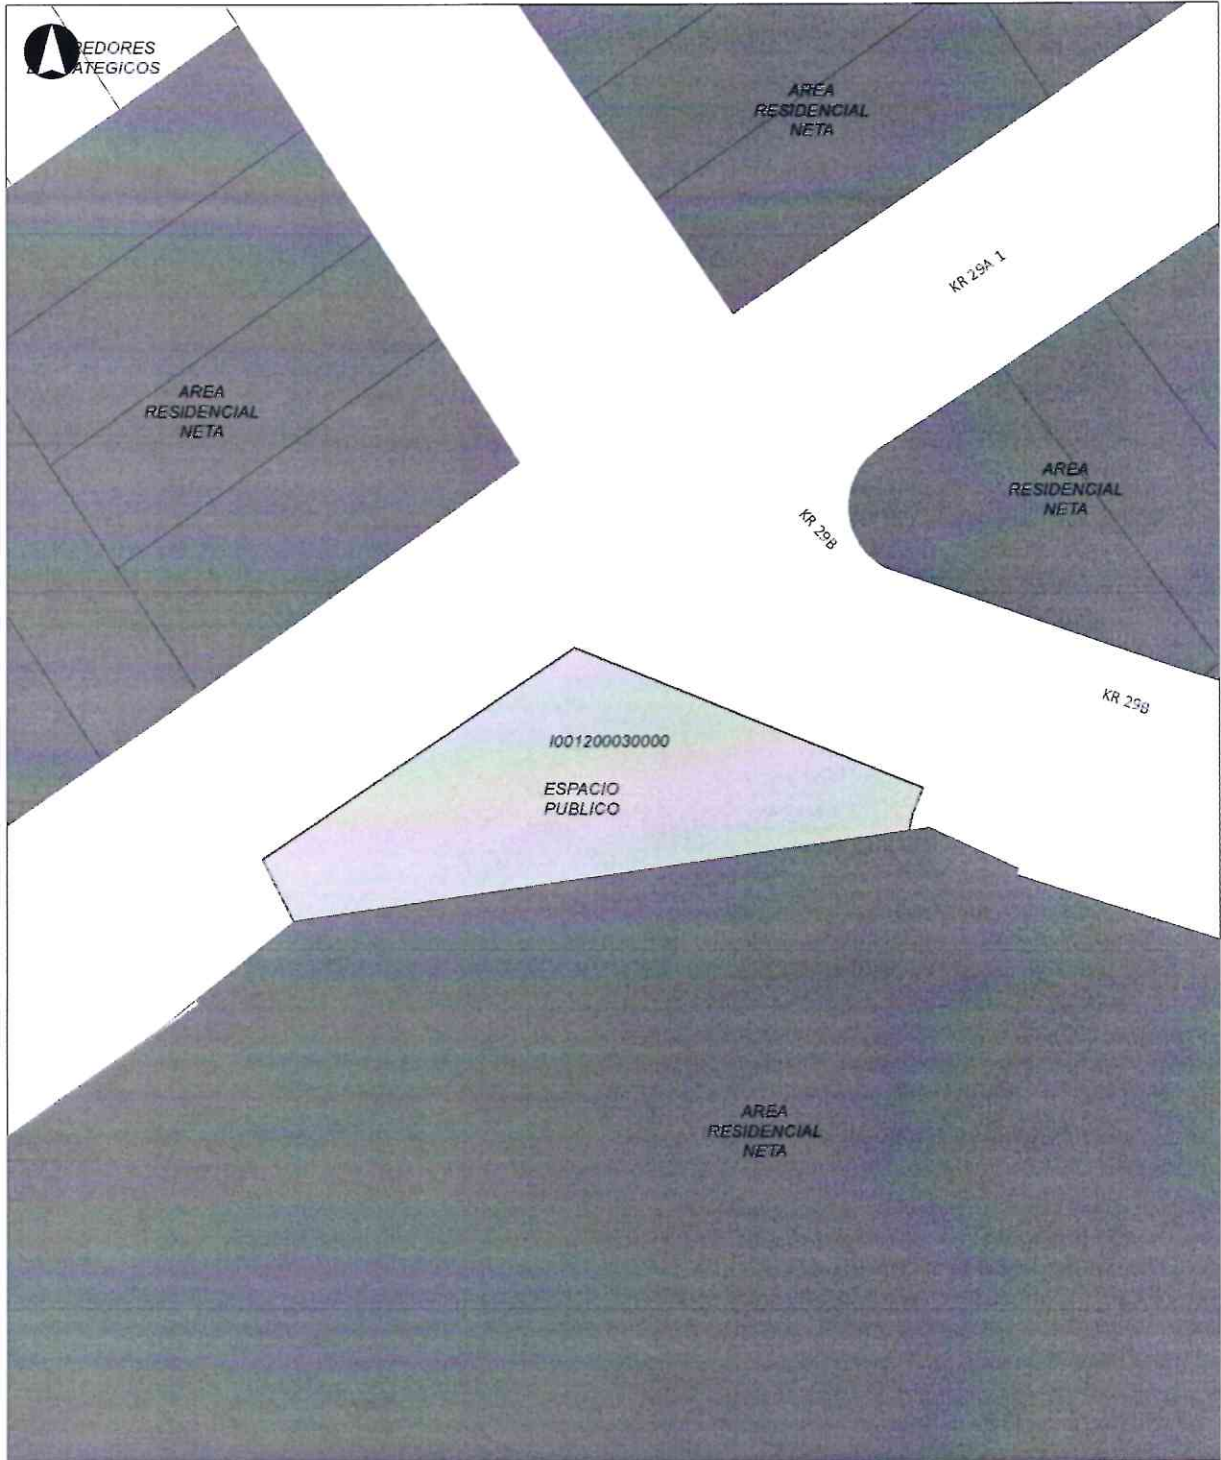 REDORES
ATEGICOS
AREA
RESIDENCIAL
NETA
KR 29A 1
AREA
RESIDENCIAL
NETA
AREA
RESIDENCIAL
NETA
KR 29B
KR 29B
I001200030000
ESPACIO
PUBLICO
AREA
RESIDENCIAL
NETA